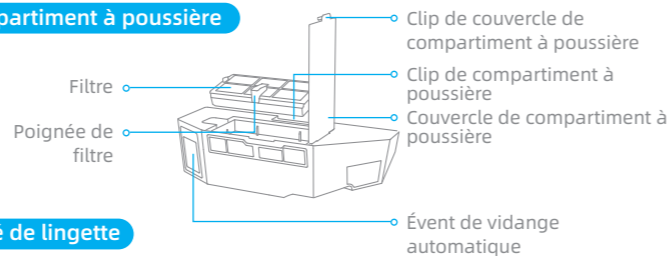 partiment à poussière
Clip de couvercle de
compartiment à poussière
Filtre
Clip de compartiment à
poussière
Poignée de
filtre
Couvercle de compartiment à
poussière
Évent de vidange
automatique
é de lingette